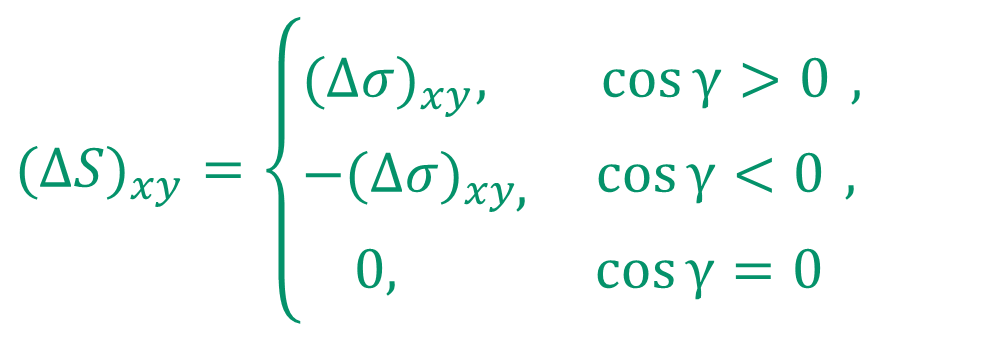 (Δσ)xy, cos γ > 0 ,
(ΔS)xy = { −(Δσ)xy, cos γ < 0 ,
0, cos γ = 0